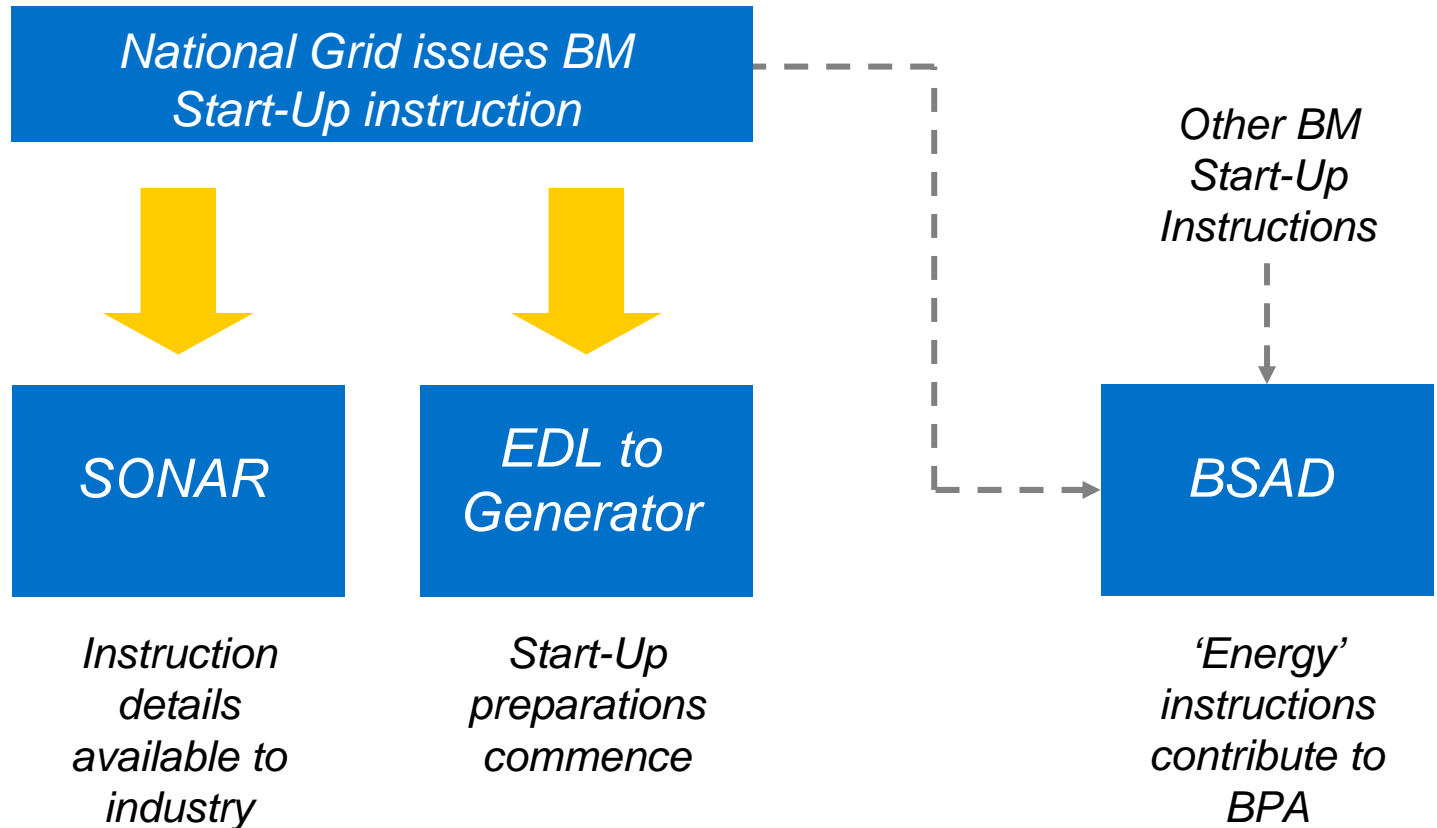 National Grid issues BM
Start-Up instruction
Other BM
Start-Up
Instructions
SONAR
EDL to
Generator
BSAD
Instruction
details
available to
industry
Start-Up
preparations
commence
‘Energy’
instructions
contribute to
BPA